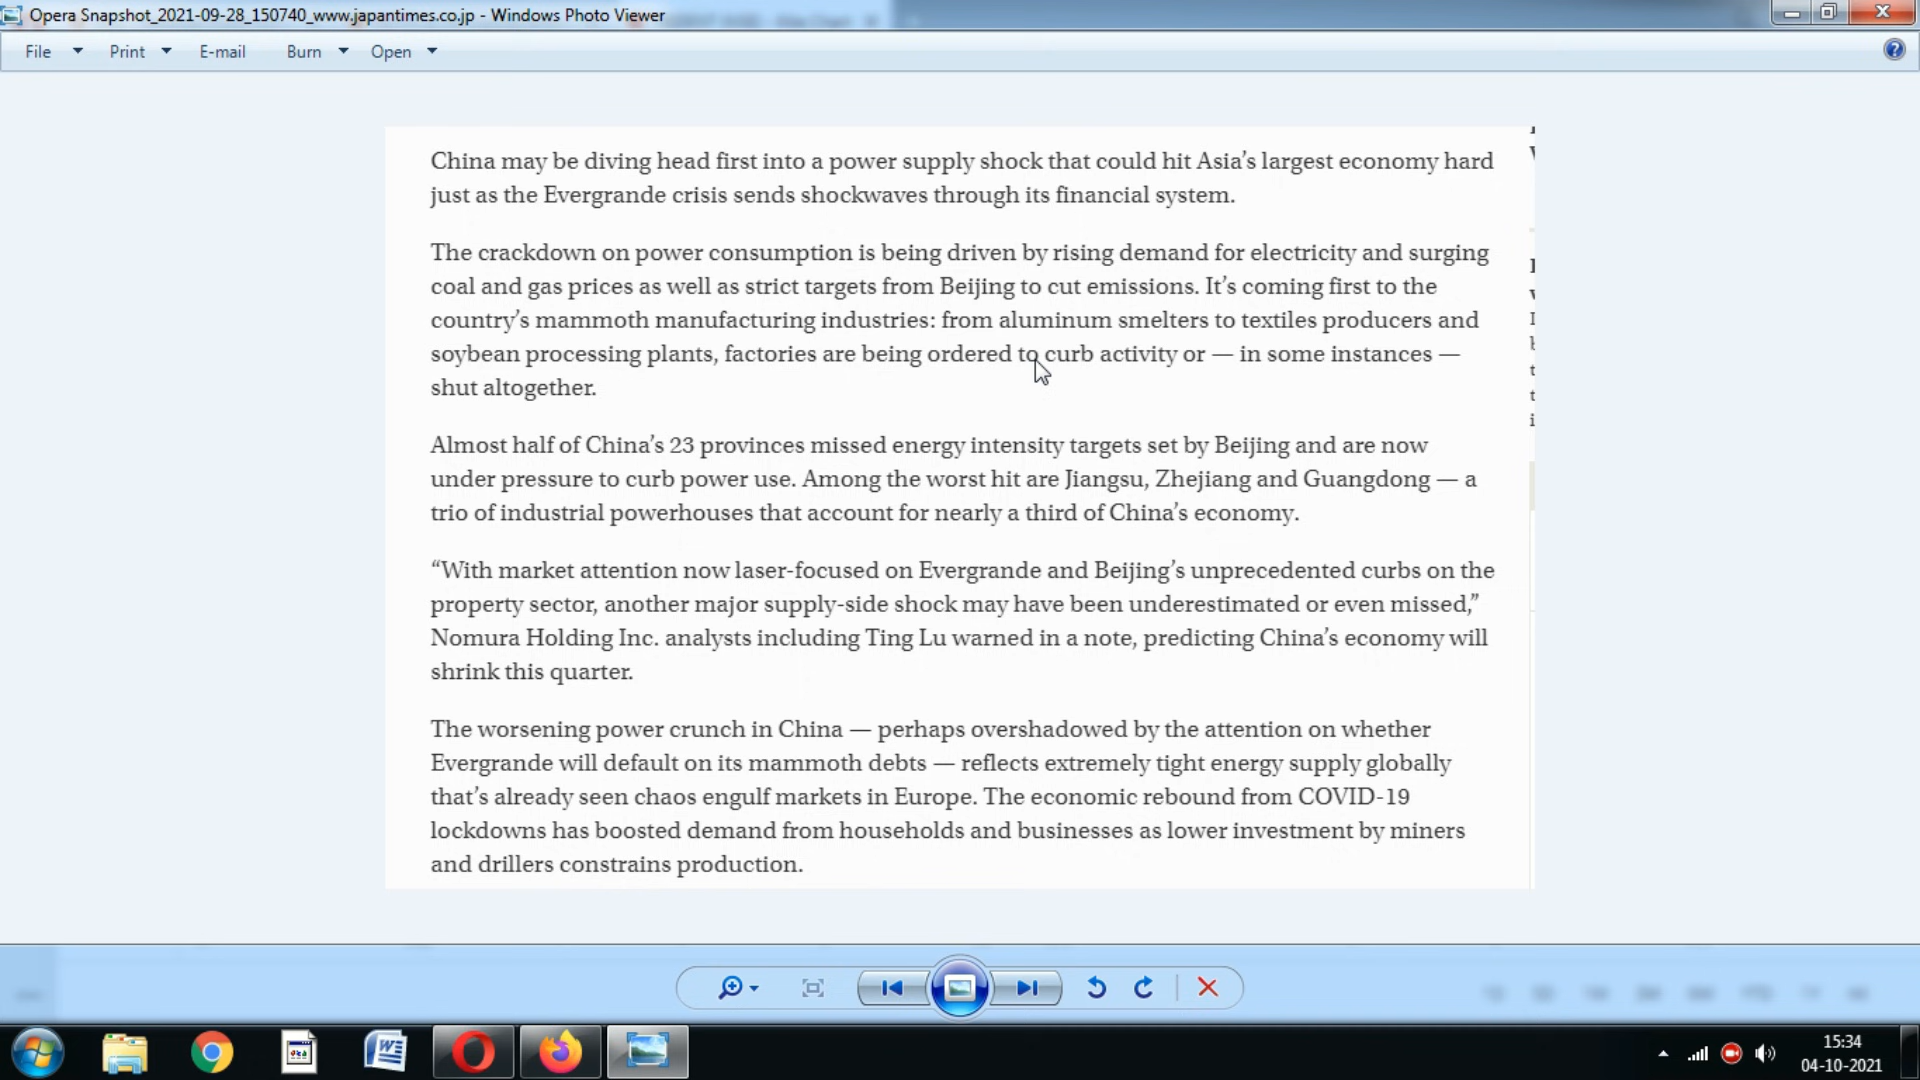 Opera Snapshot_2021-09-28_150740_www.japantimes.co.jp - Windows Photo Viewer
File Print E-mail Burn Open
China may be diving head first into a power supply shock that could hit Asia’s largest economy hard
just as the Evergrande crisis sends shockwaves through its financial system.
The crackdown on power consumption is being driven by rising demand for electricity and surging
coal and gas prices as well as strict targets from Beijing to cut emissions. It’s coming first to the
country’s mammoth manufacturing industries: from aluminum smelters to textiles producers and
soybean processing plants, factories are being ordered to curb activity or — in some instances —
shut altogether.
Almost half of China’s 23 provinces missed energy intensity targets set by Beijing and are now
under pressure to curb power use. Among the worst hit are Jiangsu, Zhejiang and Guangdong — a
trio of industrial powerhouses that account for nearly a third of China’s economy.
“With market attention now laser-focused on Evergrande and Beijing’s unprecedented curbs on the
property sector, another major supply-side shock may have been underestimated or even missed,”
Nomura Holding Inc. analysts including Ting Lu warned in a note, predicting China’s economy will
shrink this quarter.
The worsening power crunch in China — perhaps overshadowed by the attention on whether
Evergrande will default on its mammoth debts — reflects extremely tight energy supply globally
that’s already seen chaos engulf markets in Europe. The economic rebound from COVID-19
lockdowns has boosted demand from households and businesses as lower investment by miners
and drillers constrains production.
15:34
04-10-2021